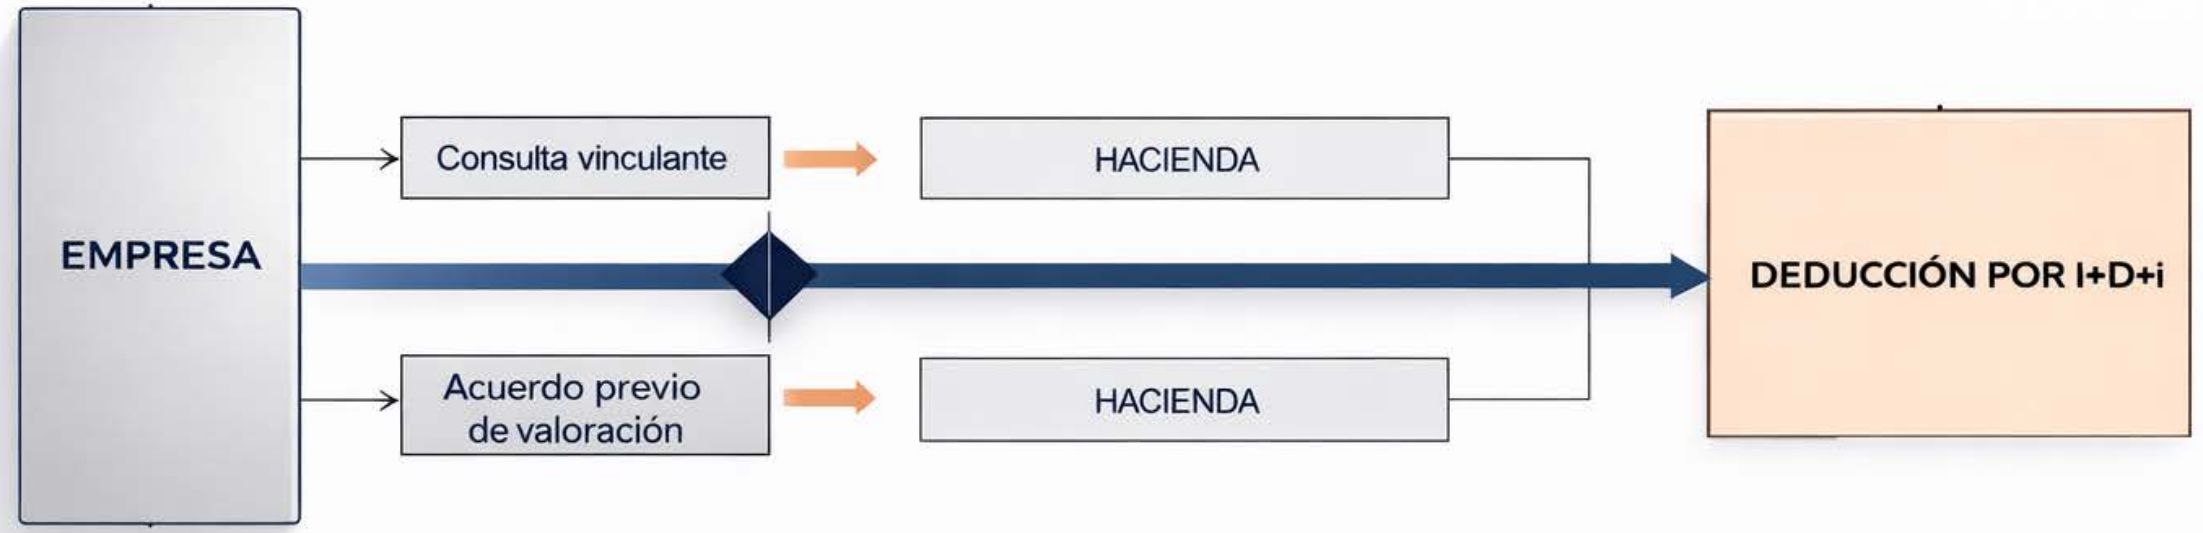 EMPRESA
Consulta vinculante
HACIENDA
Acuerdo previo
de valoración
HACIENDA
DEDUCCIÓN POR I+D+i